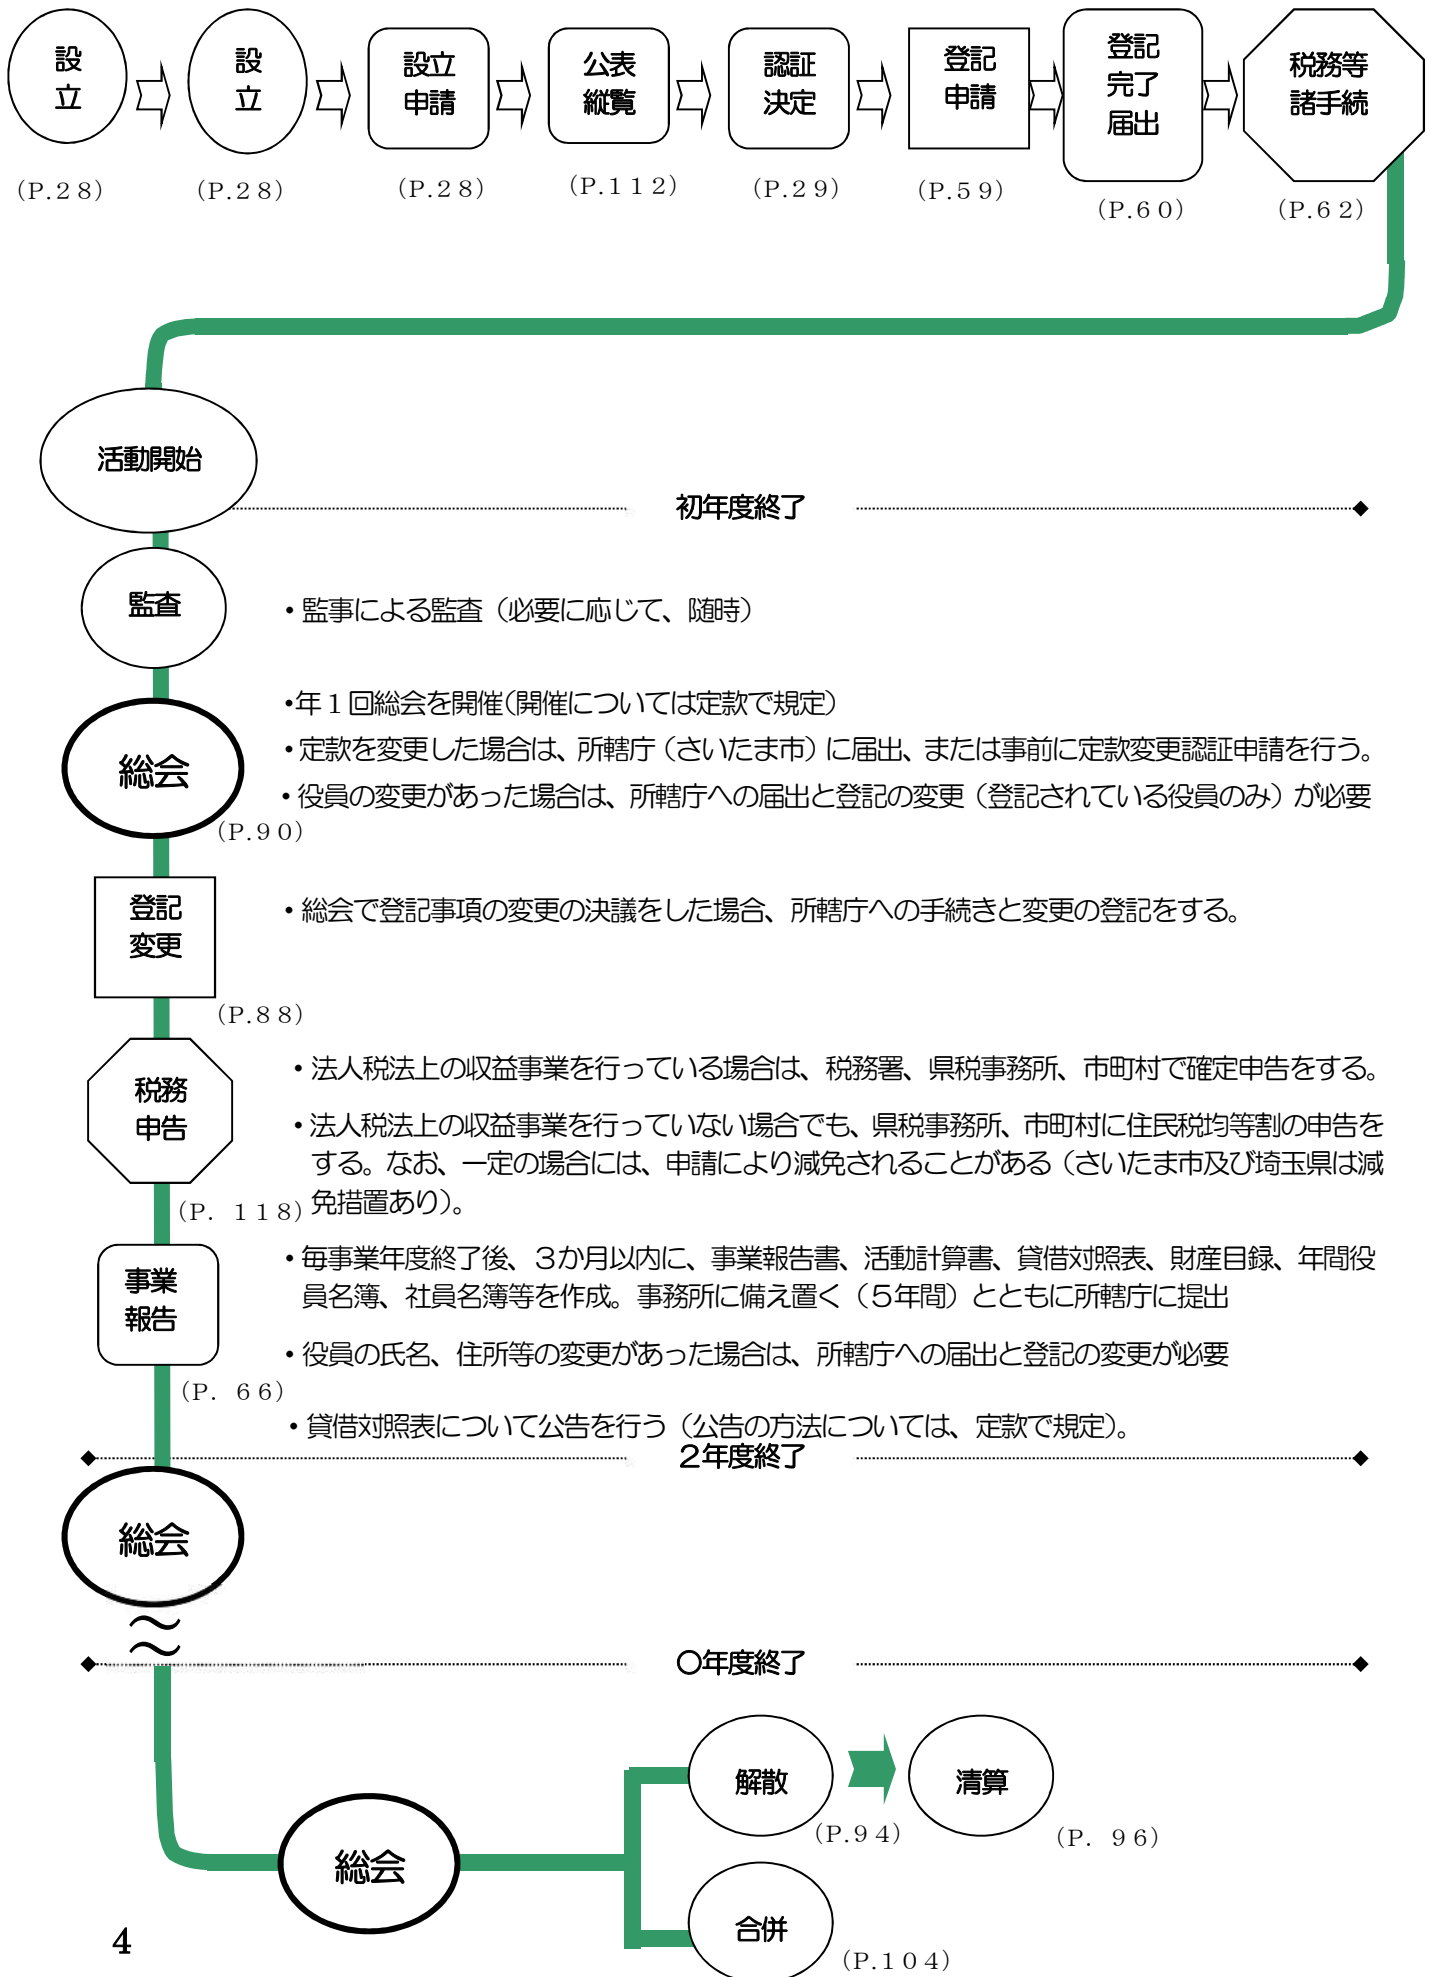 設
立
設
立
設立
申請
公表
縦覧
認証
決定
登記
申請
登記
完了
届出
税務等
諸手続
（P.２８）
（P.２８）
（P.２８）
（P.１１２）
（P.２９）
（P.５９）
（P.６０）
（P.６２）
活動開始
初年度終了
監査
・監事による監査（必要に応じて、随時）
総会
・年１回総会を開催（開催については定款で規定）
・定款を変更した場合は、所轄庁（さいたま市）に届出、または事前に定款変更認証申請を行う。
・役員の変更があった場合は、所轄庁への届出と登記の変更（登記されている役員のみ）が必要
（P.９０）
登記
変更
・総会で登記事項の変更の決議をした場合、所轄庁への手続きと変更の登記をする。
（P.８８）
税務
申告
・法人税法上の収益事業を行っている場合は、税務署、県税事務所、市町村で確定申告をする。
・法人税法上の収益事業を行っていない場合でも、県税事務所、市町村に住民税均等割の申告を
する。なお、一定の場合には、申請により減免されることがある（さいたま市及び埼玉県は減
免措置あり）。
（P. １１８）
事業
報告
・毎事業年度終了後、３か月以内に、事業報告書、活動計算書、貸借対照表、財産目録、年間役
員名簿、社員名簿等を作成。事務所に備え置く（５年間）とともに所轄庁に提出
・役員の氏名、住所等の変更があった場合は、所轄庁への届出と登記の変更が必要
（P. ６６）
・貸借対照表について公告を行う（公告の方法については、定款で規定）。
２年度終了
総会
〜
〜
〇年度終了
解散
清算
（P.９４）
（P. ９６）
総会
合併
（P.１０４）
4